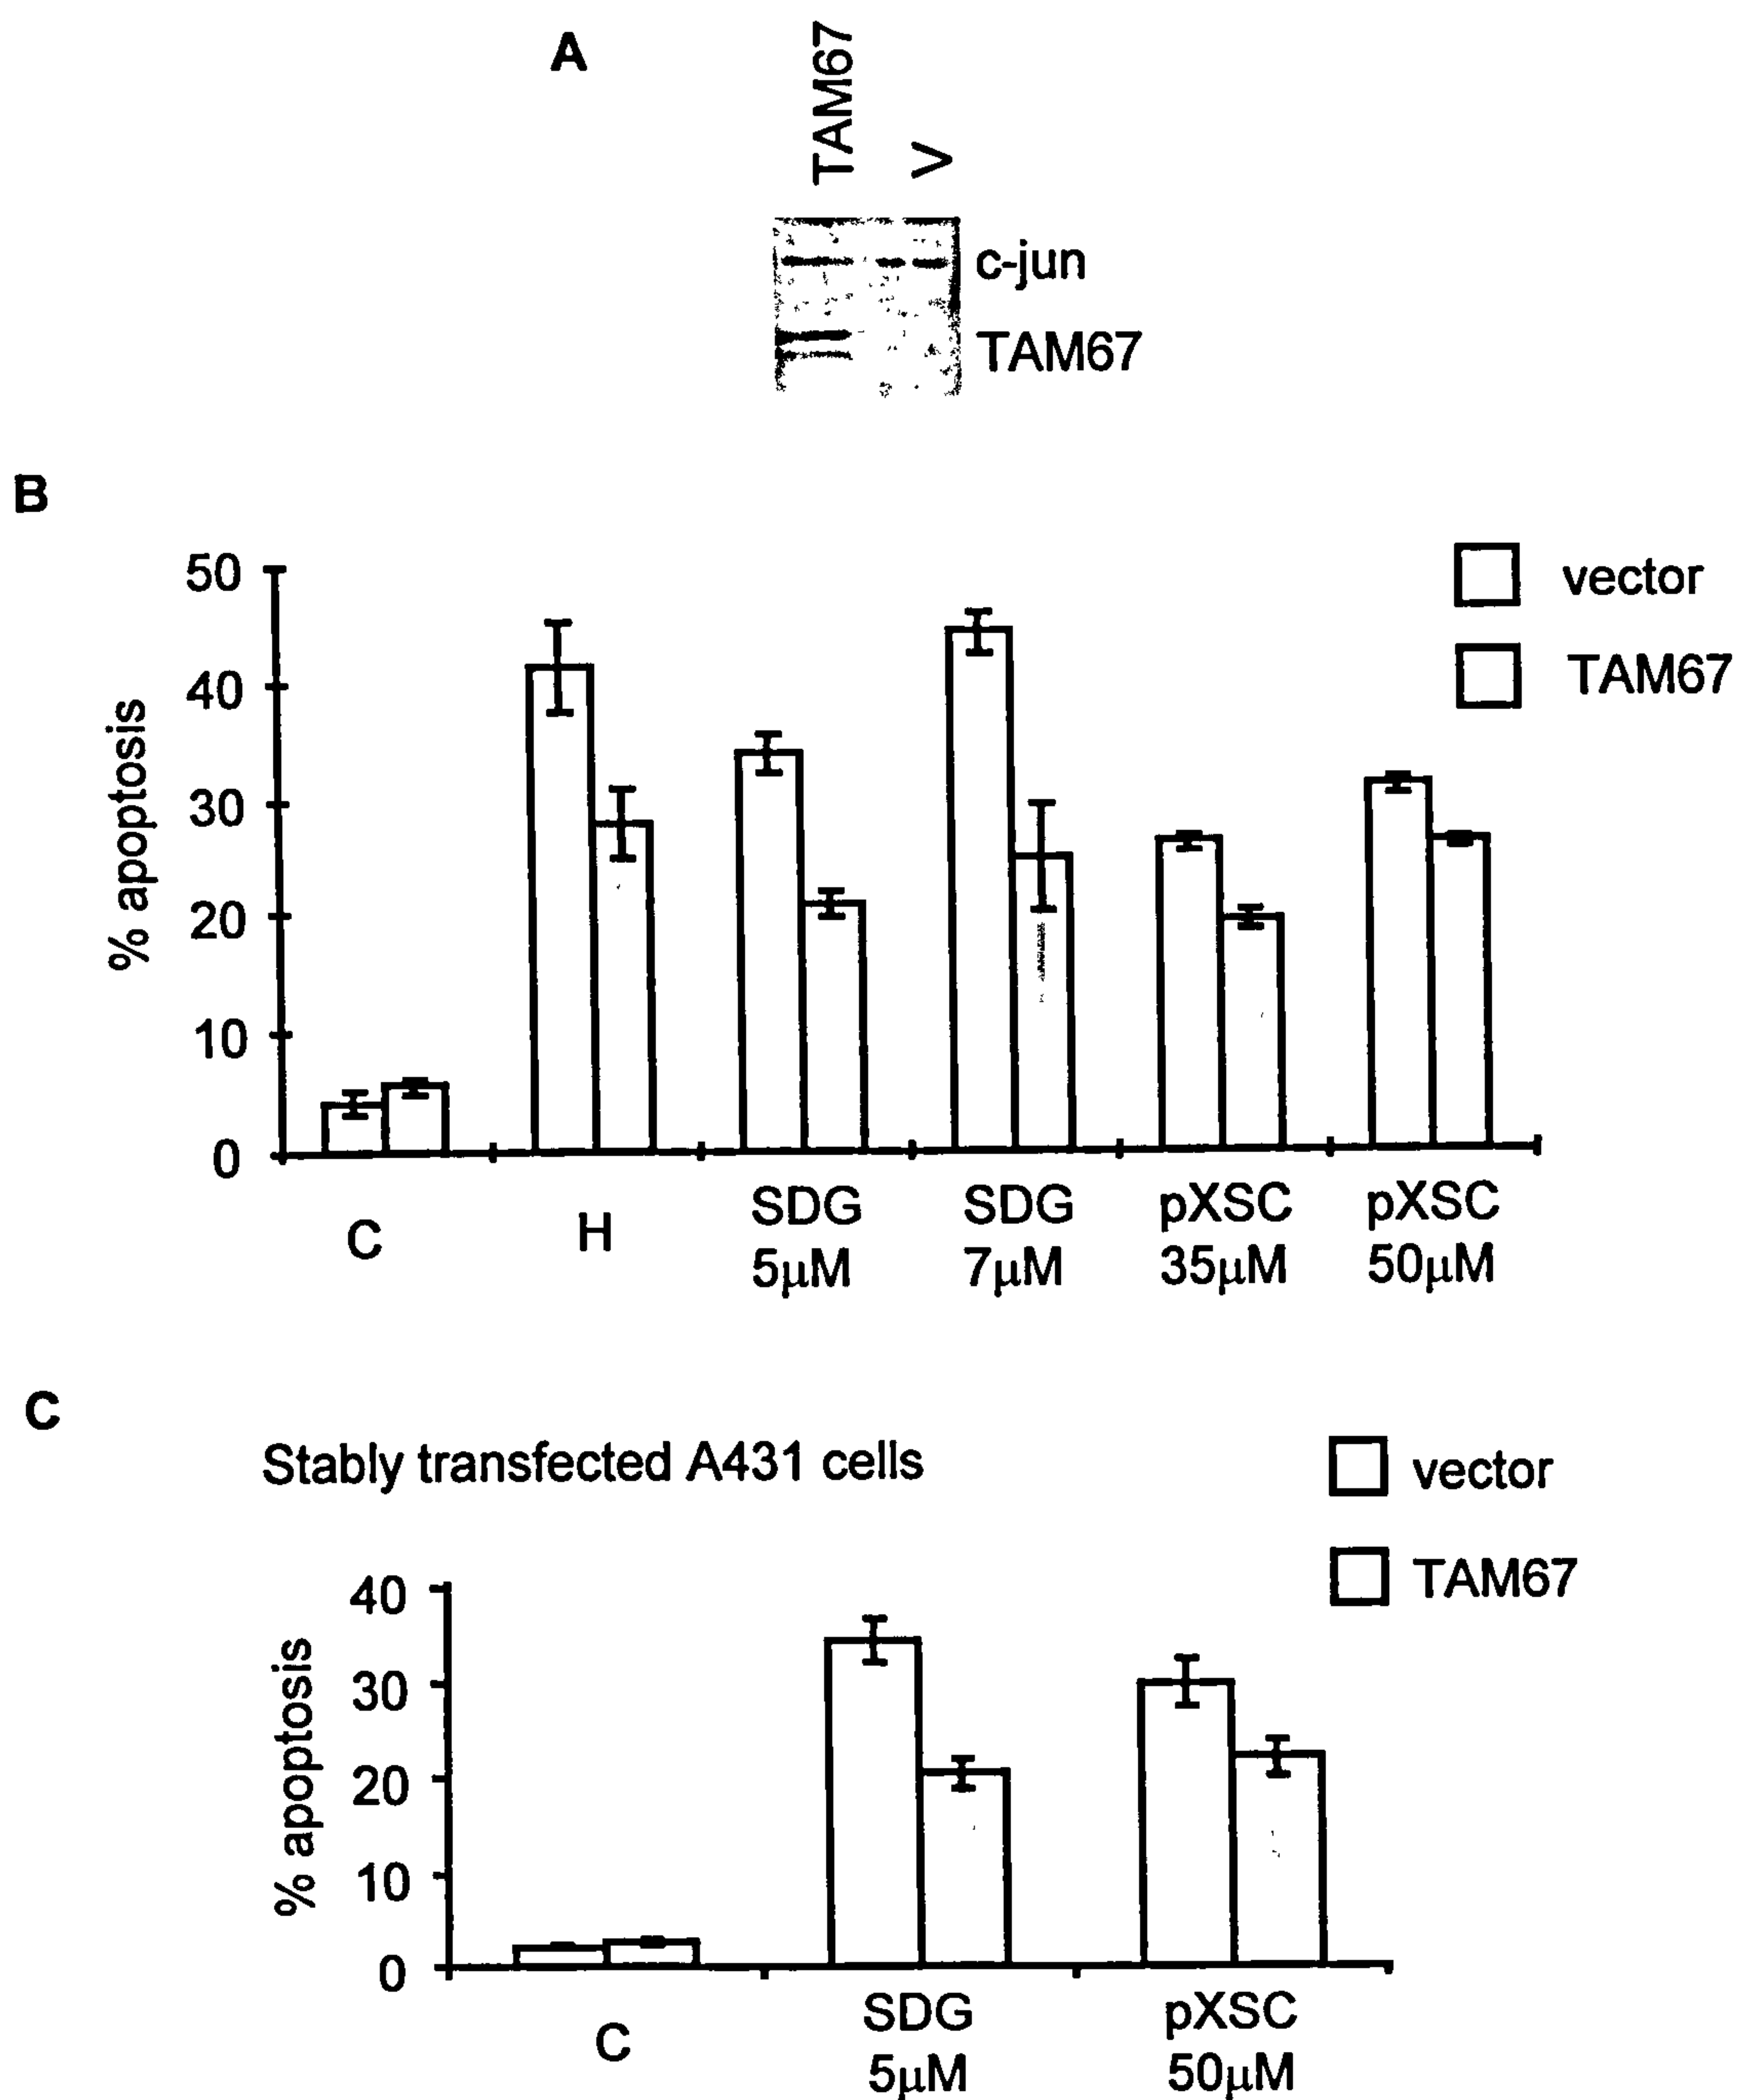 A
TAM67
V
c-jun
TAM67
B
50
40
30
20
10
0
% apoptosis
vector
TAM67
C
H
SDG
5μM
SDG
7μM
pXSC
35μM
pXSC
50μM
C
Stably transfected A431 cells
vector
TAM67
40
30
20
10
0
% apoptosis
C
SDG
5μM
pXSC
50μM